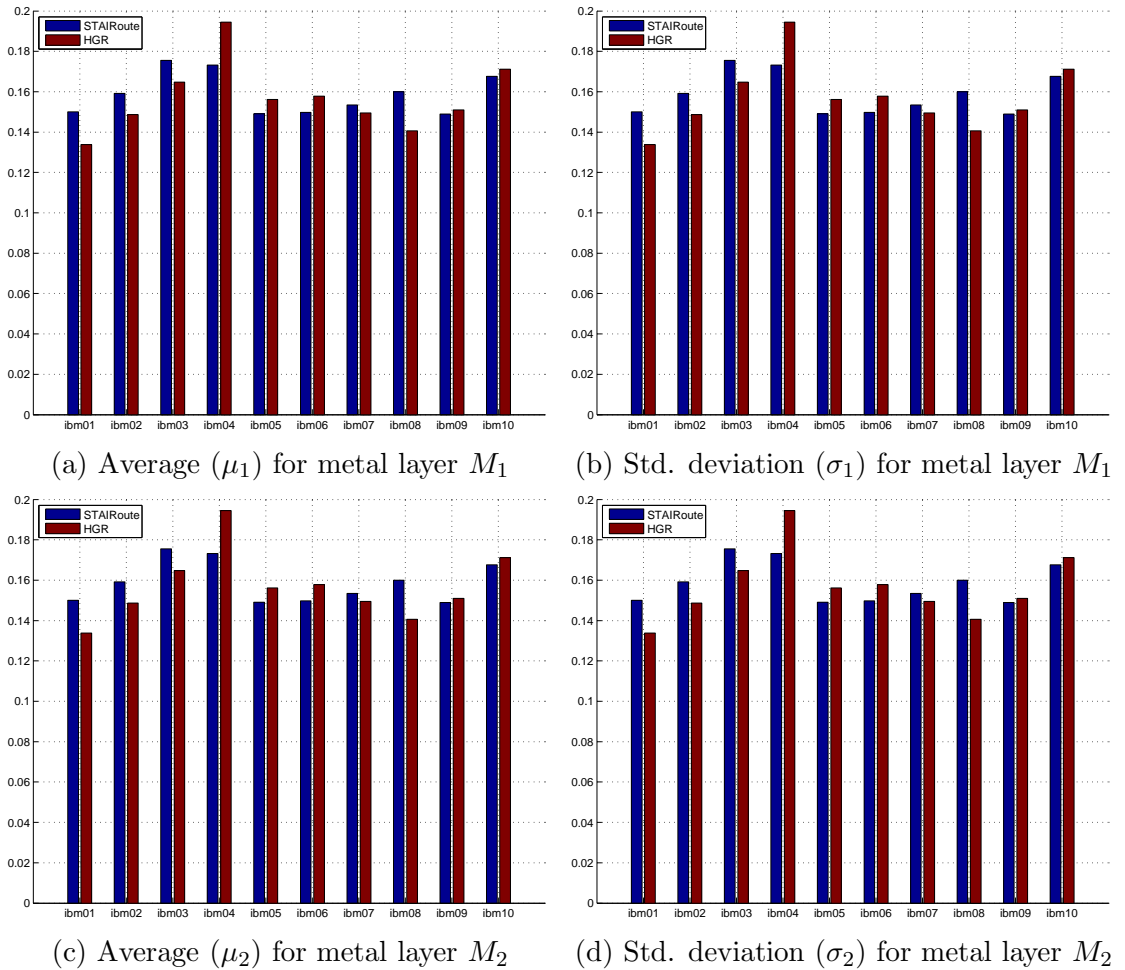 0.2
0.18
0.16
0.14
0.12
0.1
0.08
0.06
0.04
0.02
0
STAIRoute
HGR
ibm01 ibm02 ibm03 ibm04 ibm05 ibm06 ibm07 ibm08 ibm09 ibm10
(a) Average (μ₁) for metal layer M₁
0.2
0.18
0.16
0.14
0.12
0.1
0.08
0.06
0.04
0.02
0
STAIRoute
HGR
ibm01 ibm02 ibm03 ibm04 ibm05 ibm06 ibm07 ibm08 ibm09 ibm10
(b) Std. deviation (σ₁) for metal layer M₁
0.2
0.18
0.16
0.14
0.12
0.1
0.08
0.06
0.04
0.02
0
STAIRoute
HGR
ibm01 ibm02 ibm03 ibm04 ibm05 ibm06 ibm07 ibm08 ibm09 ibm10
(c) Average (μ₂) for metal layer M₂
0.2
0.18
0.16
0.14
0.12
0.1
0.08
0.06
0.04
0.02
0
STAIRoute
HGR
ibm01 ibm02 ibm03 ibm04 ibm05 ibm06 ibm07 ibm08 ibm09 ibm10
(d) Std. deviation (σ₂) for metal layer M₂